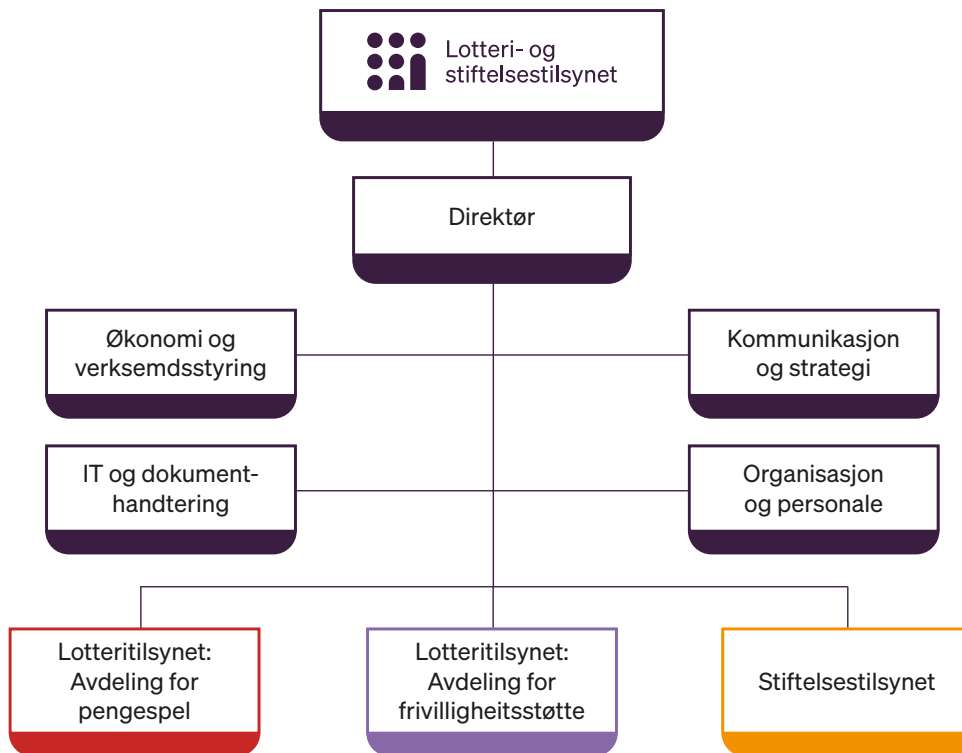 Lotteri- og
stiftelsestilsynet
Direktør
Økonomi og
verksemdsstyring
Kommunikasjon
og strategi
IT og dokument-
handtering
Organisasjon
og personale
Lotteritilsynet:
Avdeling for
pengespel
Lotteritilsynet:
Avdeling for
frivilligheitsstøtte
Stiftelsestilsynet